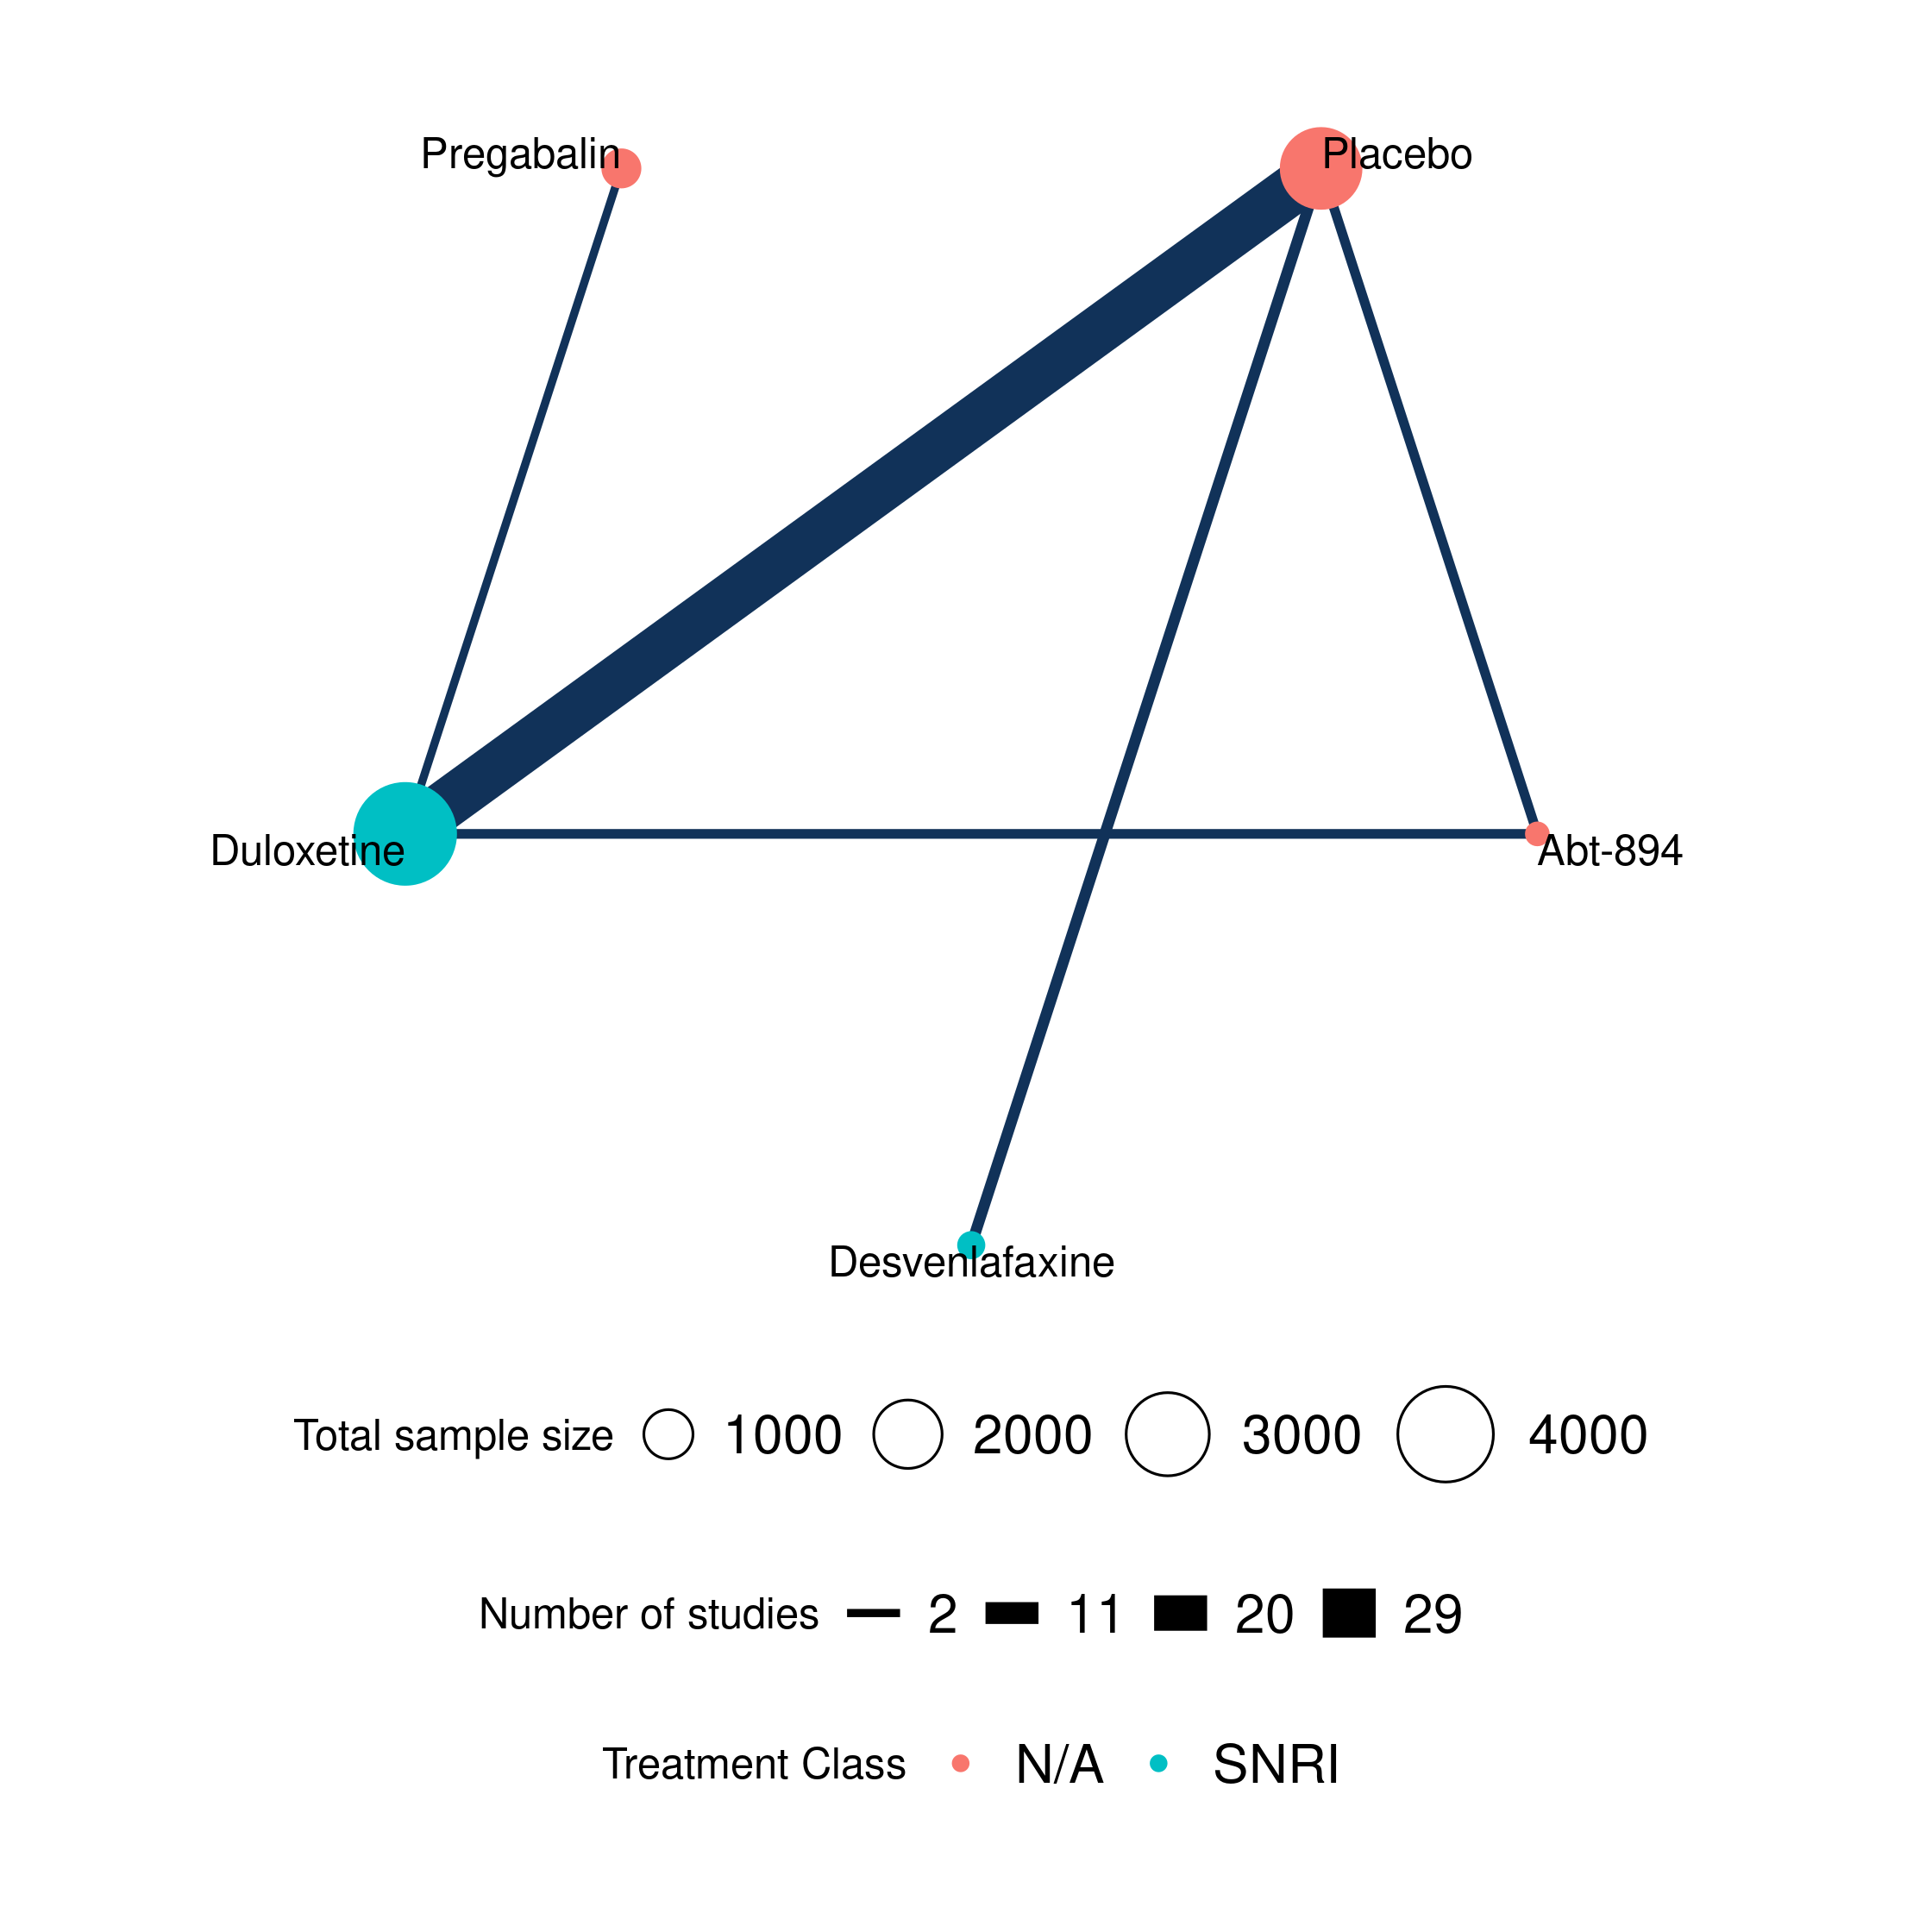 Pregabalin
Placebo
Duloxetine
Abt-894
Desvenlafaxine
Total sample size 1000 2000 3000 4000
Number of studies 2 11 20 29
Treatment Class N/A SNRI